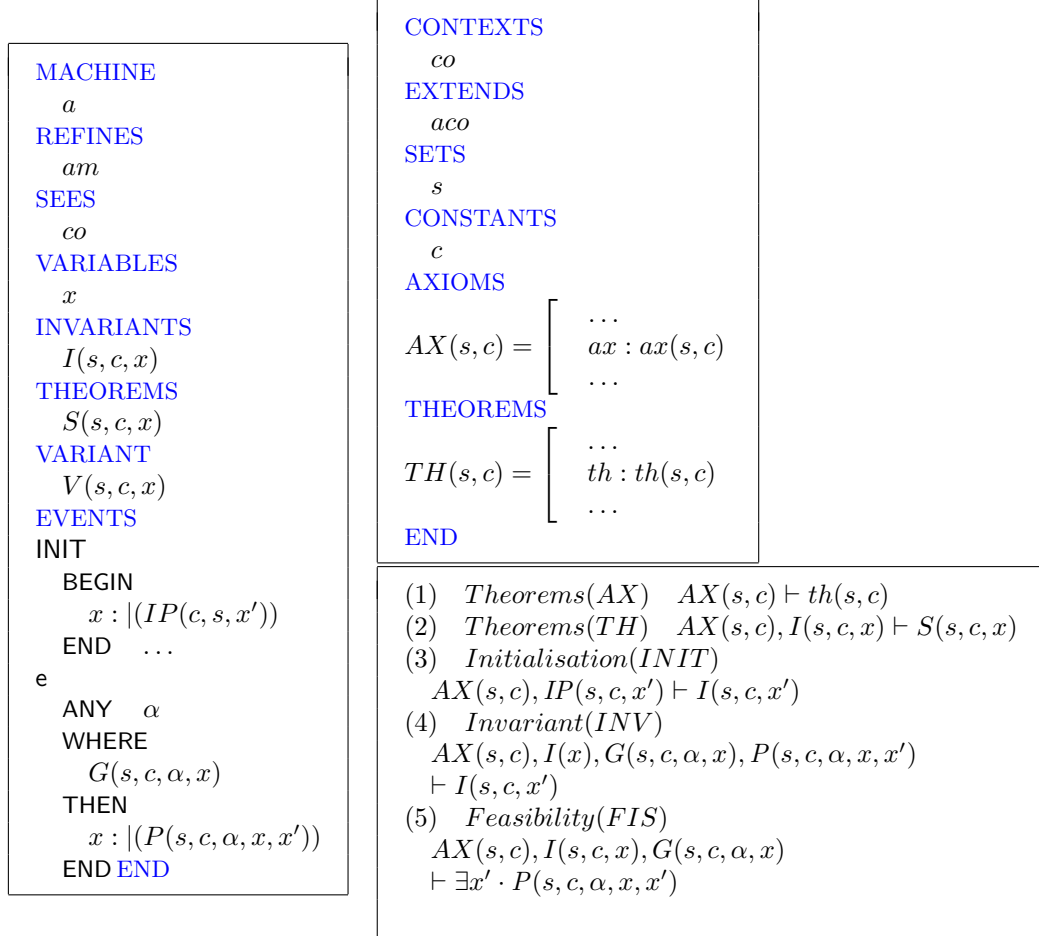 MACHINE
a
REFINES
am
SEES
co
VARIABLES
x
INVARIANTS
I(s, c, x)
THEOREMS
S(s, c, x)
VARIANT
V(s, c, x)
EVENTS
INIT
BEGIN
x : |(IP(c, s, x′))
END . . .
e
ANY α
WHERE
G(s, c, α, x)
THEN
x : |(P(s, c, α, x, x′))
END END
CONTEXTS
co
EXTENDS
aco
SETS
s
CONSTANTS
c
AXIOMS
. . .
AX(s, c) = [ ax : ax(s, c)
. . .
THEOREMS
. . .
TH(s, c) = [ th : th(s, c)
. . .
END
(1) Theorems(AX) AX(s, c) ⊢ th(s, c)
(2) Theorems(TH) AX(s, c), I(s, c, x) ⊢ S(s, c, x)
(3) Initialisation(INIT)
AX(s, c), IP(s, c, x′) ⊢ I(s, c, x′)
(4) Invariant(INV)
AX(s, c), I(x), G(s, c, α, x), P(s, c, α, x, x′)
⊢ I(s, c, x′)
(5) Feasibility(FIS)
AX(s, c), I(s, c, x), G(s, c, α, x)
⊢ ∃x′ · P(s, c, α, x, x′)